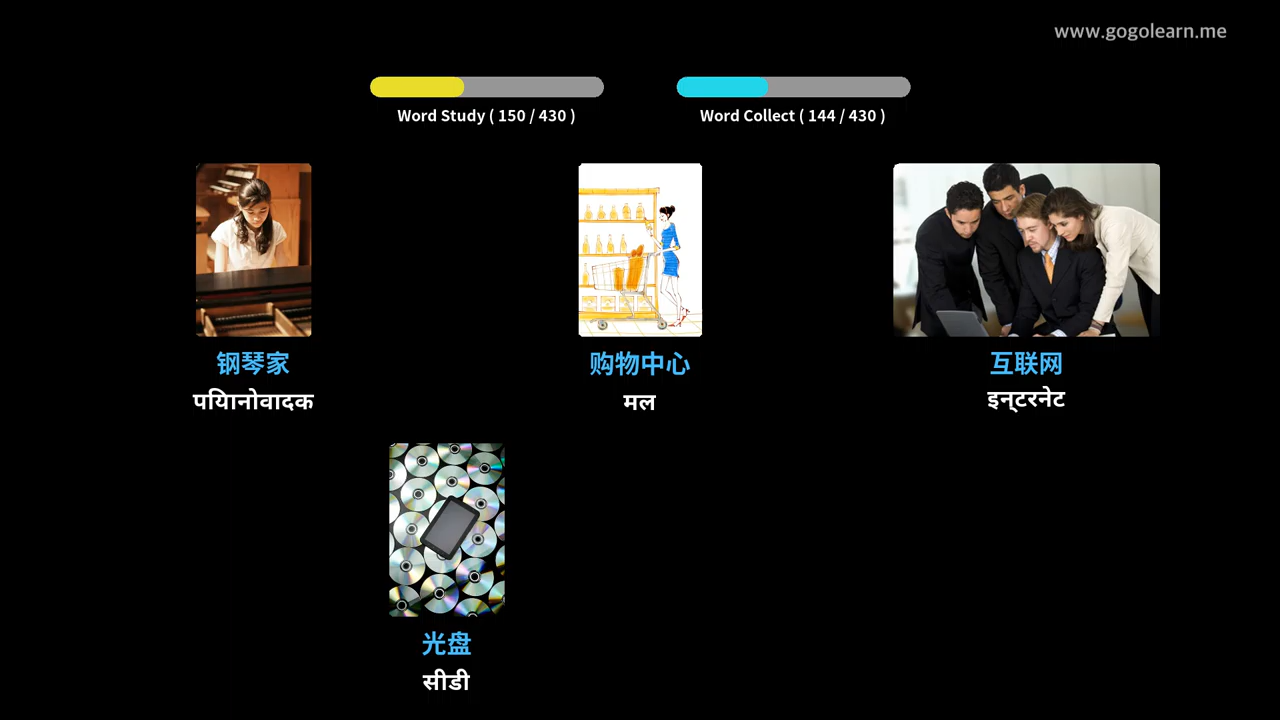 www.gogolearn.me
Word Study ( 150 / 430 )
Word Collect ( 144 / 430 )
钢琴家
पियानोवादक
购物中心
मल
互联网
इन्टरनेट
光盘
सीडी